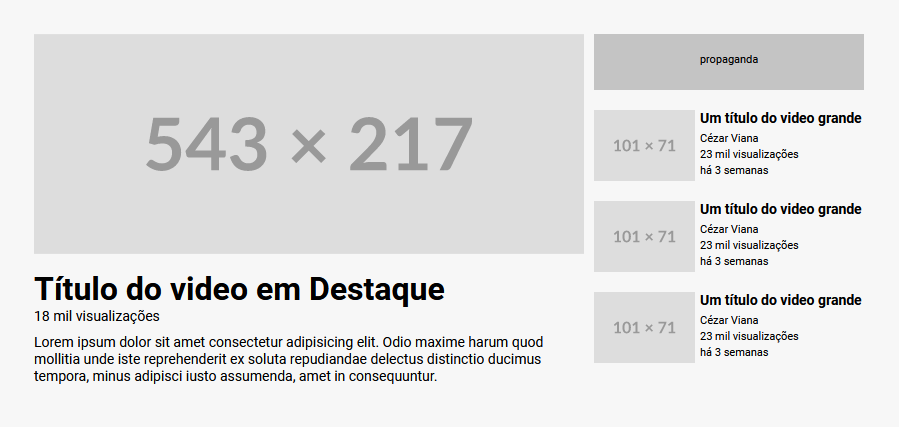 543 × 217
Título do video em Destaque
18 mil visualizações
Lorem ipsum dolor sit amet consectetur adipisicing elit. Odio maxime harum quod
mollitia unde iste reprehenderit ex soluta repudiandae delectus distinctio ducimus
tempora, minus adipisci iusto assumenda, amet in consequuntur.
propaganda
101 × 71
Um título do video grande
Cézar Viana
23 mil visualizações
há 3 semanas
101 × 71
Um título do video grande
Cézar Viana
23 mil visualizações
há 3 semanas
101 × 71
Um título do video grande
Cézar Viana
23 mil visualizações
há 3 semanas